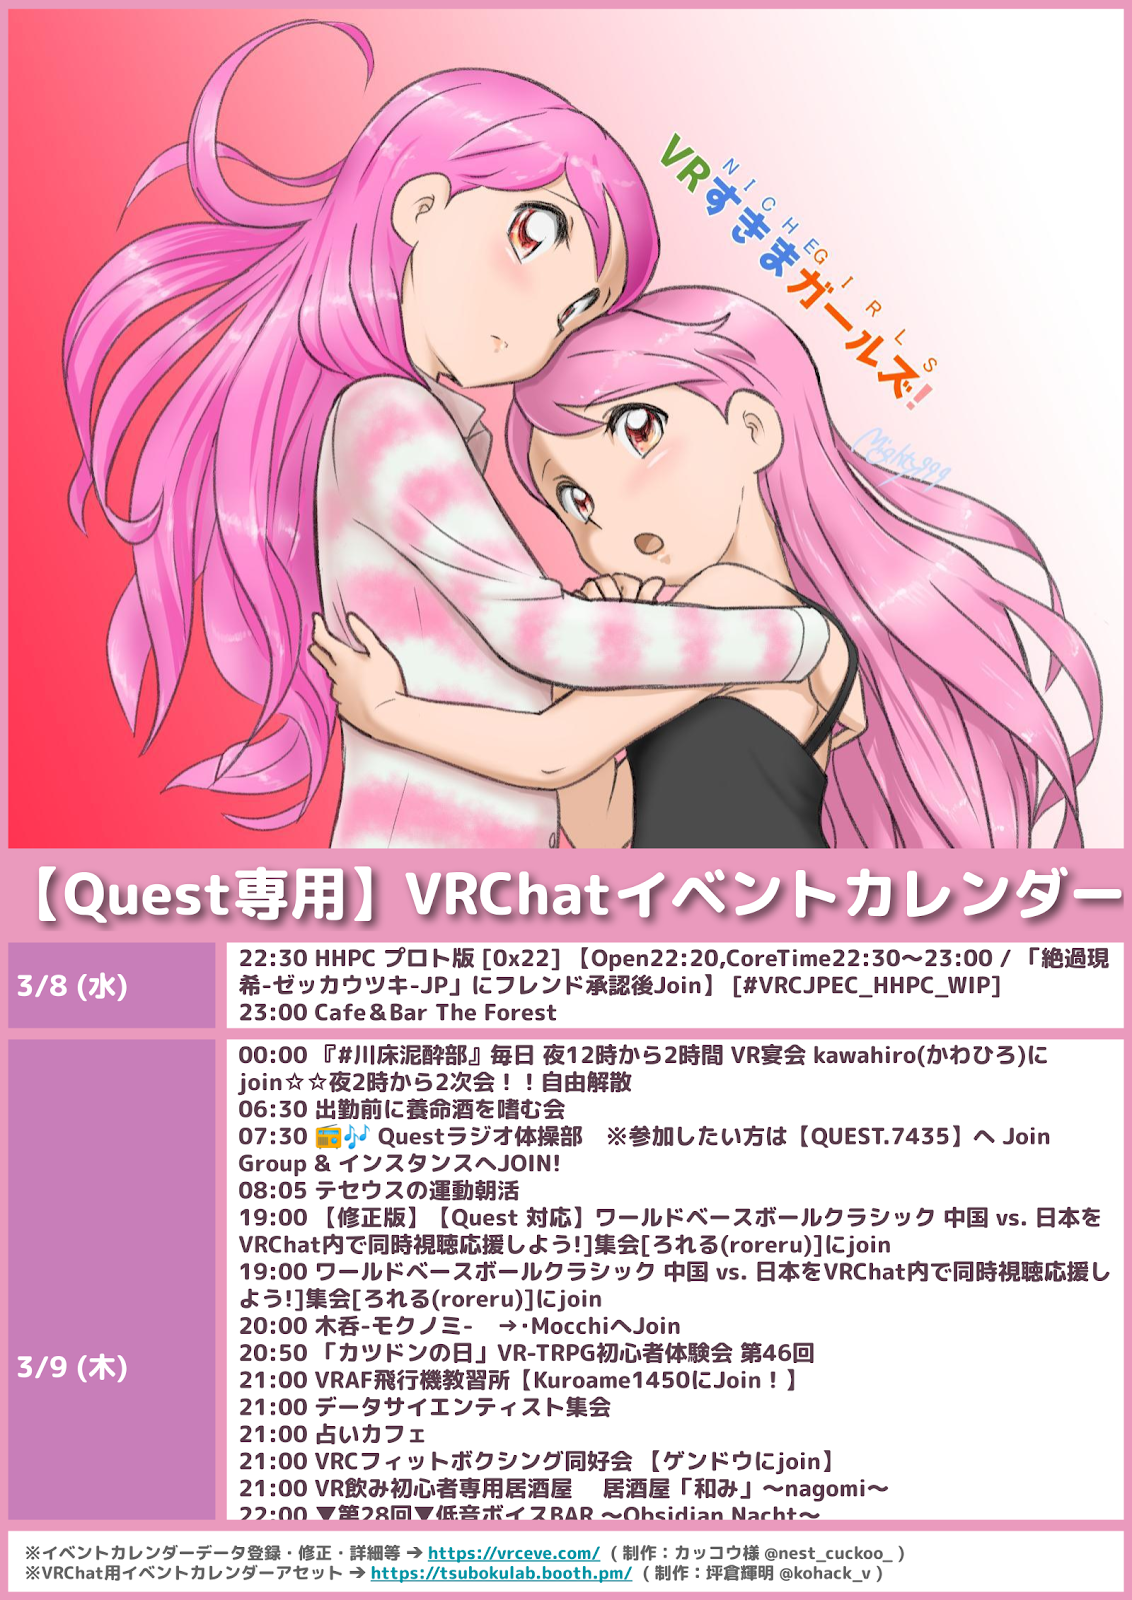 NICHE GIRLS
VRすきまガールズ!
Mighty999
【Quest専用】VRChatイベントカレンダー
3/8 (水)
22:30 HHPC プロト版 [0x22] 【Open22:20,CoreTime22:30～23:00 / 「絶過現
希-ゼッカウツキ-JP」にフレンド承認後Join】 [#VRCJPEC_HHPC_WIP]
23:00 Cafe＆Bar The Forest
3/9 (木)
00:00 『#川床泥酔部』毎日 夜12時から2時間 VR宴会 kawahiro(かわひろ)に
join☆☆夜2時から2次会！！自由解散
06:30 出勤前に養命酒を嗜む会
07:30 📻🎶 Questラジオ体操部　※参加したい方は【QUEST.7435】へ Join
Group & インスタンスへJOIN!
08:05 テセウスの運動朝活
19:00 【修正版】【Quest 対応】ワールドベースボールクラシック 中国 vs. 日本を
VRChat内で同時視聴応援しよう!]集会[ろれる(roreru)]にjoin
19:00 ワールドベースボールクラシック 中国 vs. 日本をVRChat内で同時視聴応援し
よう!]集会[ろれる(roreru)]にjoin
20:00 木呑-モクノミ-　→･MocchiへJoin
20:50 「カツドンの日」VR-TRPG初心者体験会 第46回
21:00 VRAF飛行機教習所【Kuroame1450にJoin！】
21:00 データサイエンティスト集会
21:00 占いカフェ
21:00 VRCフィットボクシング同好会 【ゲンドウにjoin】
21:00 VR飲み初心者専用居酒屋　 居酒屋「和み」～nagomi～
22:00 ▼第28回▼低音ボイスBAR ～Obsidian Nacht～
※イベントカレンダーデータ登録・修正・詳細等 ➔ https://vrceve.com/ ( 制作：カッコウ様 @nest_cuckoo_ )
※VRChat用イベントカレンダーアセット ➔ https://tsubokulab.booth.pm/ ( 制作：坪倉輝明 @kohack_v )